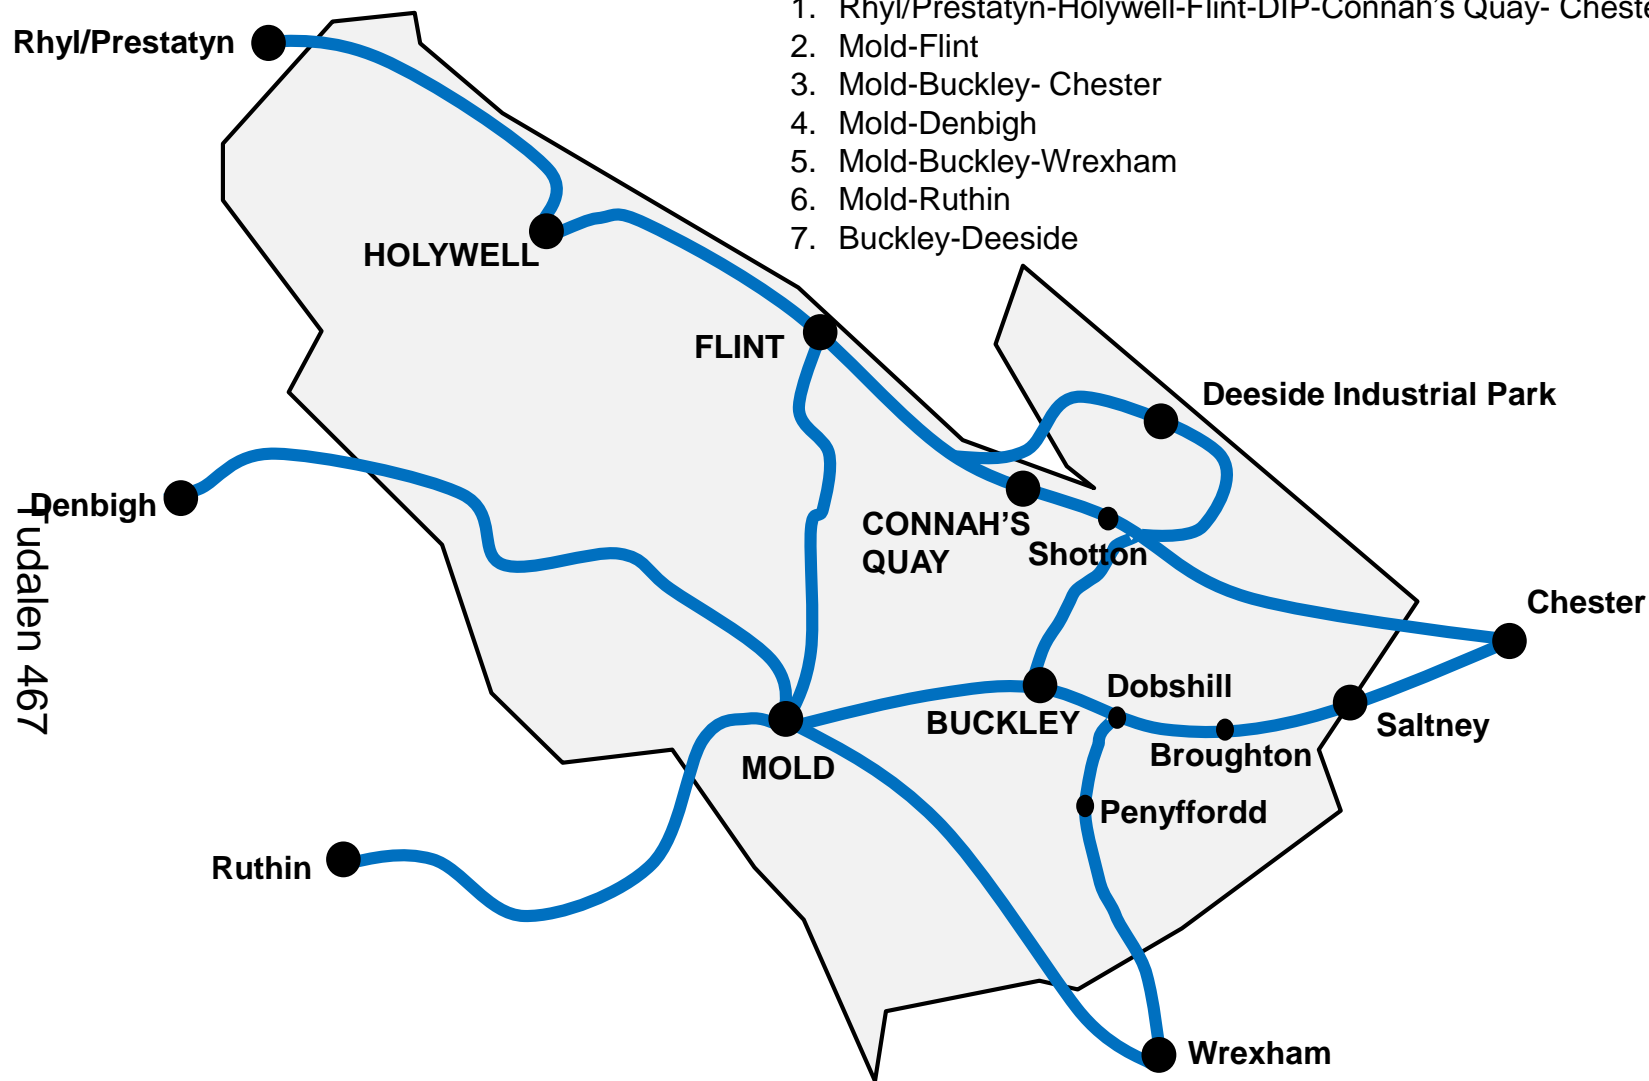 1. Rhyl/Prestatyn-Holywell-Flint-DIP-Connah's Quay- Cheste
2. Mold-Flint
3. Mold-Buckley- Chester
4. Mold-Denbigh
5. Mold-Buckley-Wrexham
6. Mold-Ruthin
7. Buckley-Deeside
Rhyl/Prestatyn
HOLYWELL
FLINT
Deeside Industrial Park
Denbigh
CONNAH'S
QUAY
Shotton
Chester
Dobshill
BUCKLEY
Saltney
Broughton
MOLD
Penyffordd
Ruthin
Wrexham
Tudalen 467